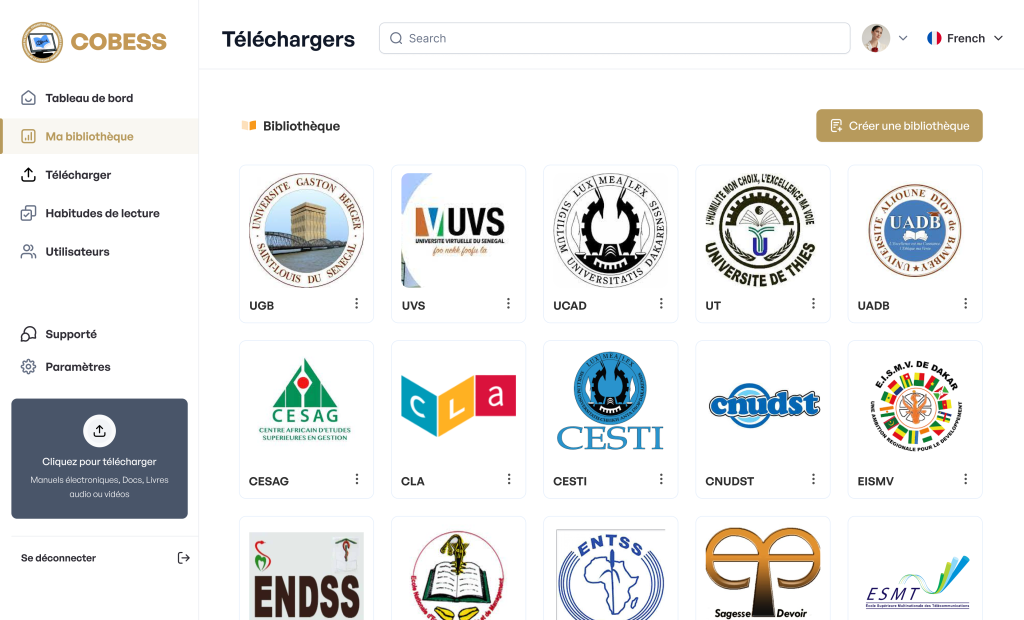 COBESS
Téléchargers
Search
French
Tableau de bord
Ma bibliothèque
Télécharger
Habitudes de lecture
Utilisateurs
Supporté
Paramètres
Cliquez pour télécharger
Manuels électroniques, Docs, Livres
audio ou vidéos
Se déconnecter
Bibliothèque
Créer une bibliothèque
UNIVERSITE GASTON BERGER
SAINT-LOUIS DU SENEGAL
UGB
UVS
UNIVERSITE VIRTUELLE DU SENEGAL
UVS
LUX MEA LEX
SIGILLUM UNIVERSITATIS DAKARENSIS
UCAD
L'HUMILITE MON CHOIX, L'EXCELLENCE MA VOIE
UNIVERSITE DE THIES
UT
UNIVERSITE ALIOUNE DIOP de BAMBEY
UADB
UADB
CESAG
CENTRE AFRICAIN D'ETUDES
SUPERIEURES EN GESTION
CESAG
CLa
CLA
LUX MEA LEX
CESTI
CESTI
cnudst
CNUDST
E.I.S.M.V. DE DAKAR
UNE AMBITION REGIONALE POUR LE DEVELOPPEMENT
EISMV
ENDSS
ENTSS
Sagesse Devoir
ESMT
École Supérieure Multinationale des Télécommunications